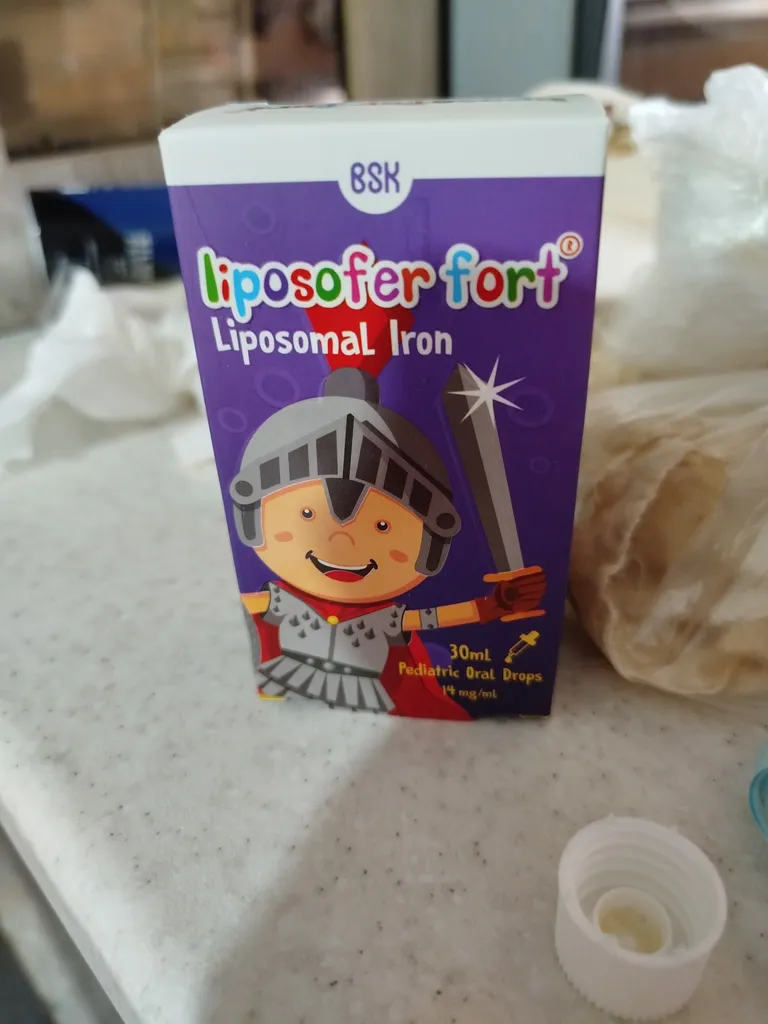 BSK
liposofer fort®
Liposomal Iron
30mL
Pediatric Oral Drops
14 mg/ml